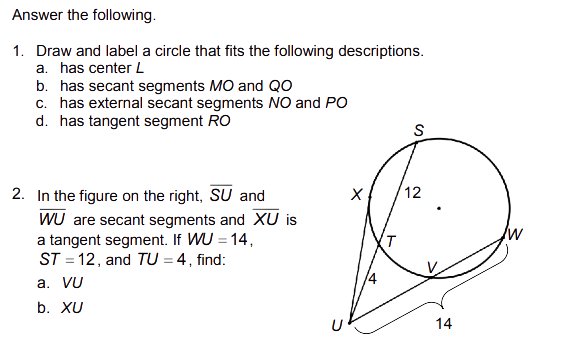 Answer the following.
1. Draw and label a circle that fits the following descriptions.
a. has center L
b. has secant segments MO and QO
c. has external secant segments NO and PO
d. has tangent segment RO
S
2. In the figure on the right, SU and
X
12
WU are secant segments and XU is
W
a tangent segment. If WU = 14,
T
ST = 12, and TU = 4, find:
V
a. VU
4
b. XU
U
14